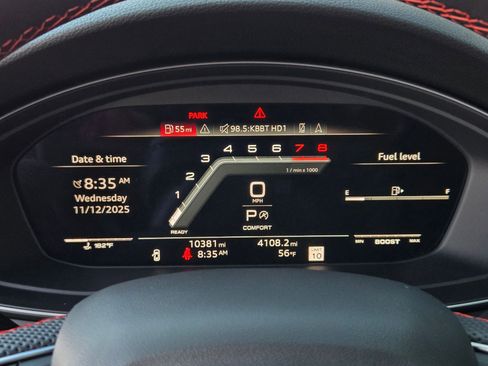 PARK
55 mi 98.5:KBBT HD1
Date & time
8:35 AM
Wednesday
11/12/2025
182°F
1 2 3 4 5 6 7 8
1 / min x 1000
READY
0
MPH
P
COMFORT
Fuel level
E F
MIN BOOST MAX
10381 mi 4108.2 mi
8:35 AM 56°F
LIMIT
10